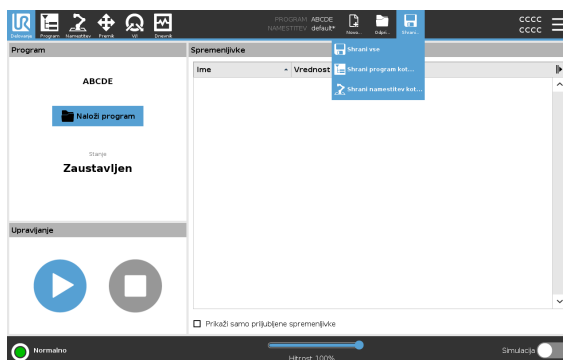 UR
PROGRAM ABCDE
NAMESTITEV default*
Delovanje Program Namestitev Premik V/I Dnevnik
Novo... Odpri... Shrani...
CCCC
CCCC
Program
Spremenljivke
Shrani vse
Shrani program kot...
Shrani namestitev kot...
Ime
Vrednost
ABCDE
Naloži program
Stanje
Zaustavljen
Upravljanje
Prikaži samo priljubljene spremenljivke
Normalno
Hitrost 100%
Simulacija